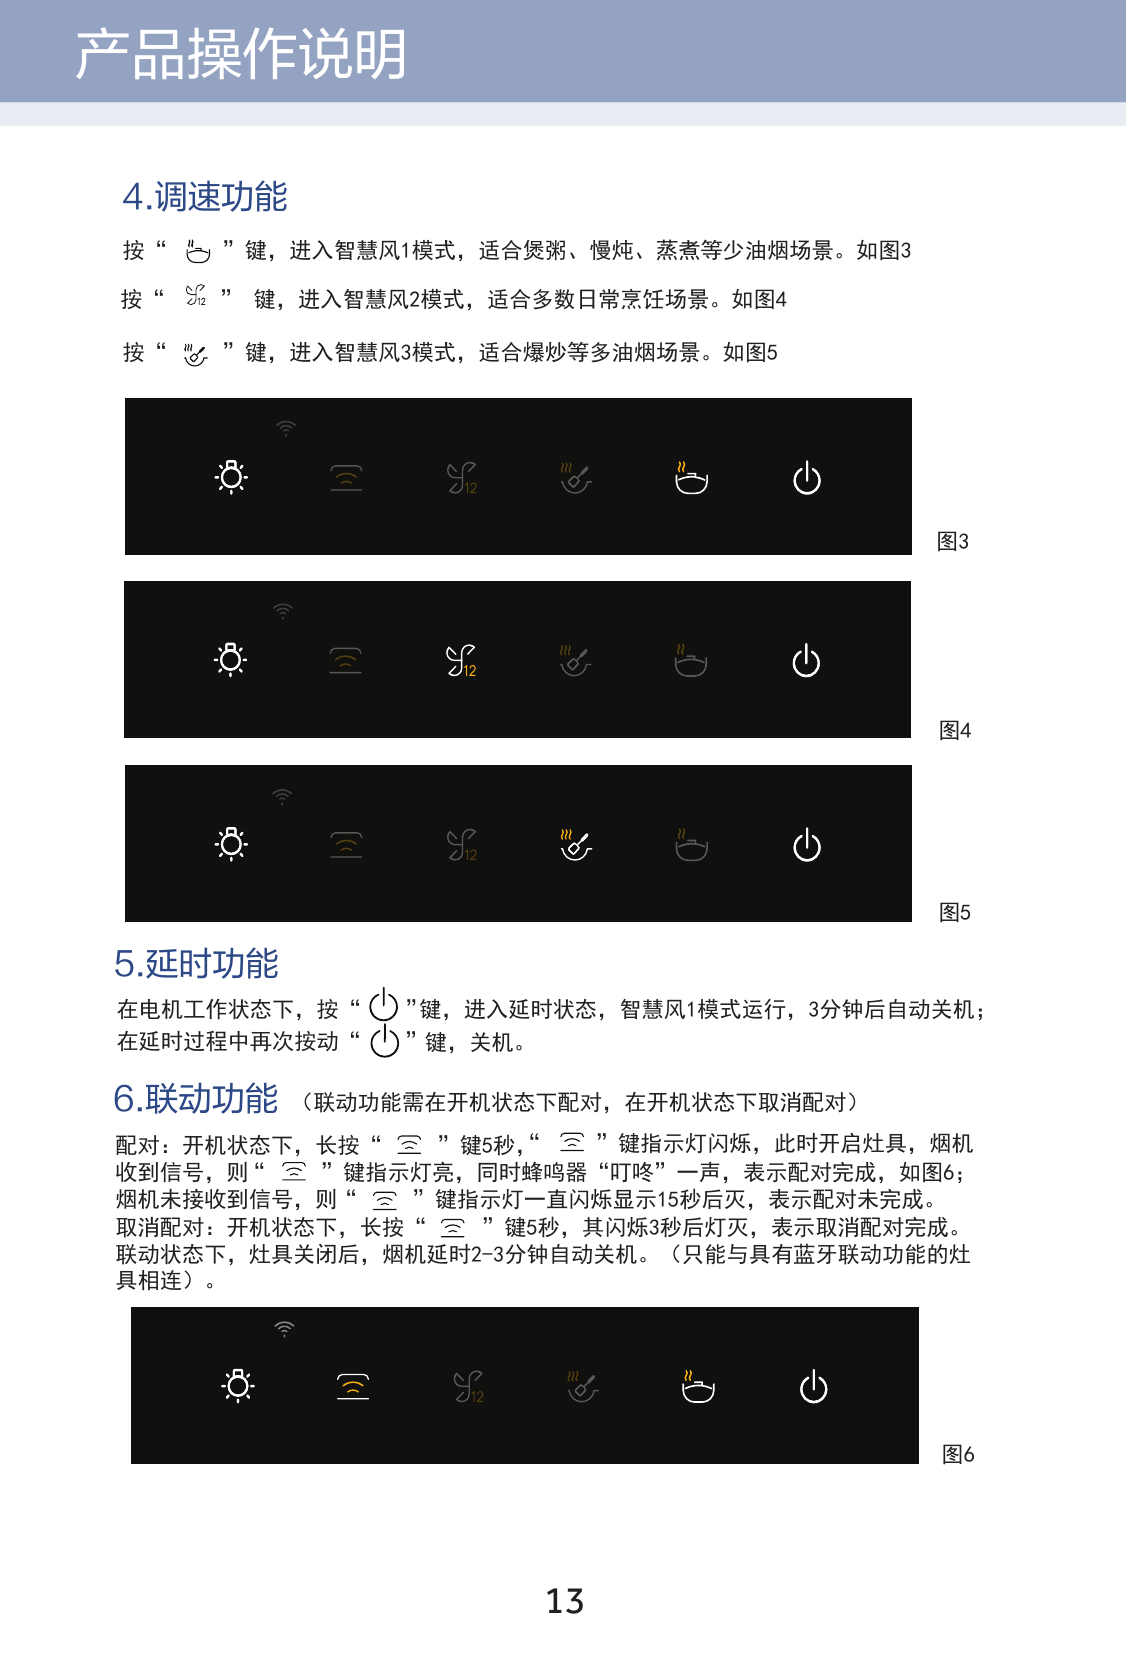 产品操作说明
4.调速功能
按“ ”键，进入智慧风1模式，适合煲粥、慢炖、蒸煮等少油烟场景。如图3
按“ 12 ” 键，进入智慧风2模式，适合多数日常烹饪场景。如图4
按“ ”键，进入智慧风3模式，适合爆炒等多油烟场景。如图5
12
图3
12
图4
12
图5
5.延时功能
在电机工作状态下，按“ ”键，进入延时状态，智慧风1模式运行，3分钟后自动关机；
在延时过程中再次按动“ ”键，关机。
6.联动功能 （联动功能需在开机状态下配对，在开机状态下取消配对）
配对：开机状态下，长按“ ”键5秒，“ ”键指示灯闪烁，此时开启灶具，烟机
收到信号，则“ ”键指示灯亮，同时蜂鸣器“叮咚”一声，表示配对完成，如图6；
烟机未接收到信号，则“ ”键指示灯一直闪烁显示15秒后灭，表示配对未完成。
取消配对：开机状态下，长按“ ”键5秒，其闪烁3秒后灯灭，表示取消配对完成。
联动状态下，灶具关闭后，烟机延时2-3分钟自动关机。（只能与具有蓝牙联动功能的灶
具相连）。
12
图6
13